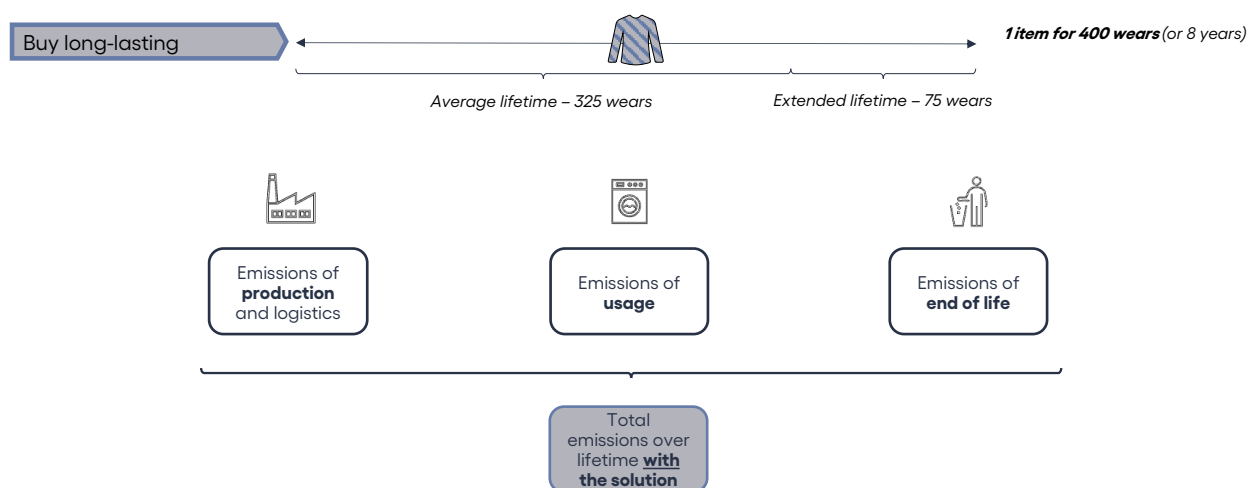 Buy long-lasting
1 item for 400 wears (or 8 years)
Average lifetime – 325 wears
Extended lifetime – 75 wears
Emissions of
production
and logistics
Emissions of
usage
Emissions of
end of life
Total
emissions over
lifetime with
the solution